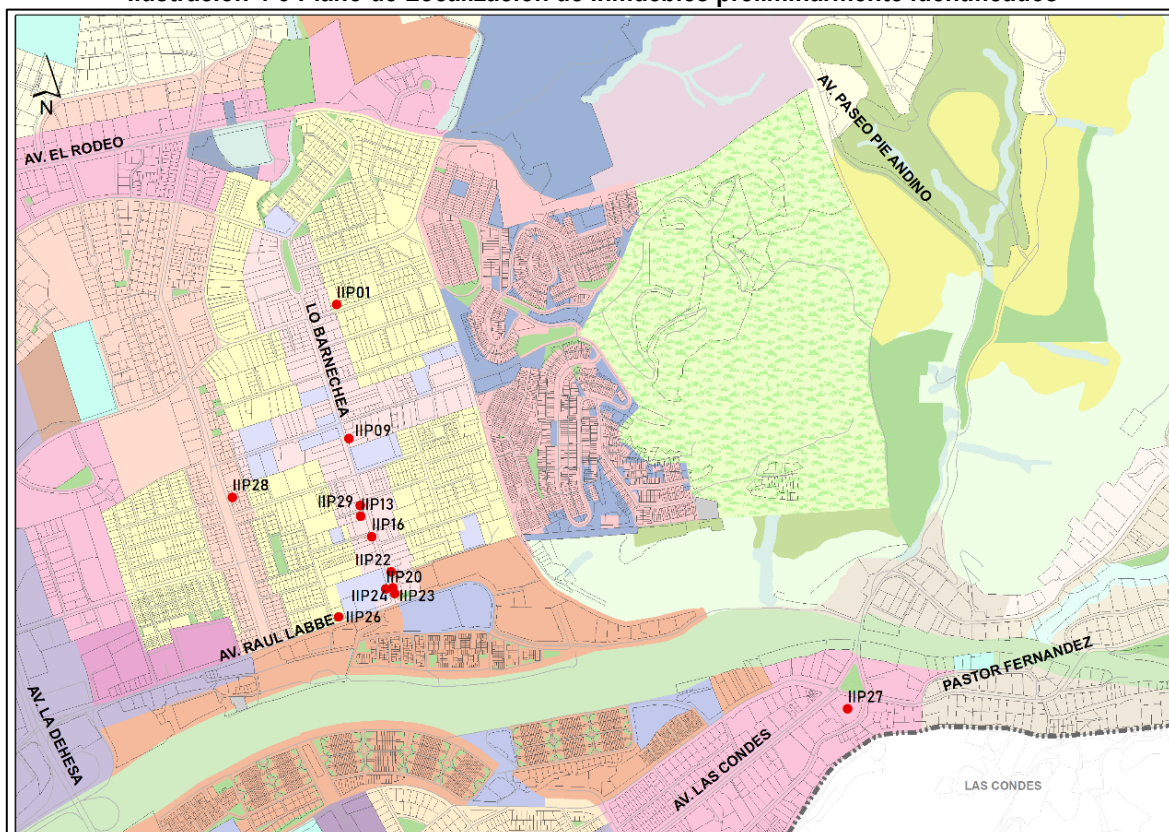 N
AV. EL RODEO
AV. PASEO PIE ANDINO
IIP01
LO BARNECHEA
IIP09
IIP28
IIP29
IIP13
IIP16
IIP22
IIP20
IIP24
IIP23
IIP26
AV. RAUL LABBE
AV. LA DEHESA
PASTOR FERNANDEZ
IIP27
AV. LAS CONDES
LAS CONDES